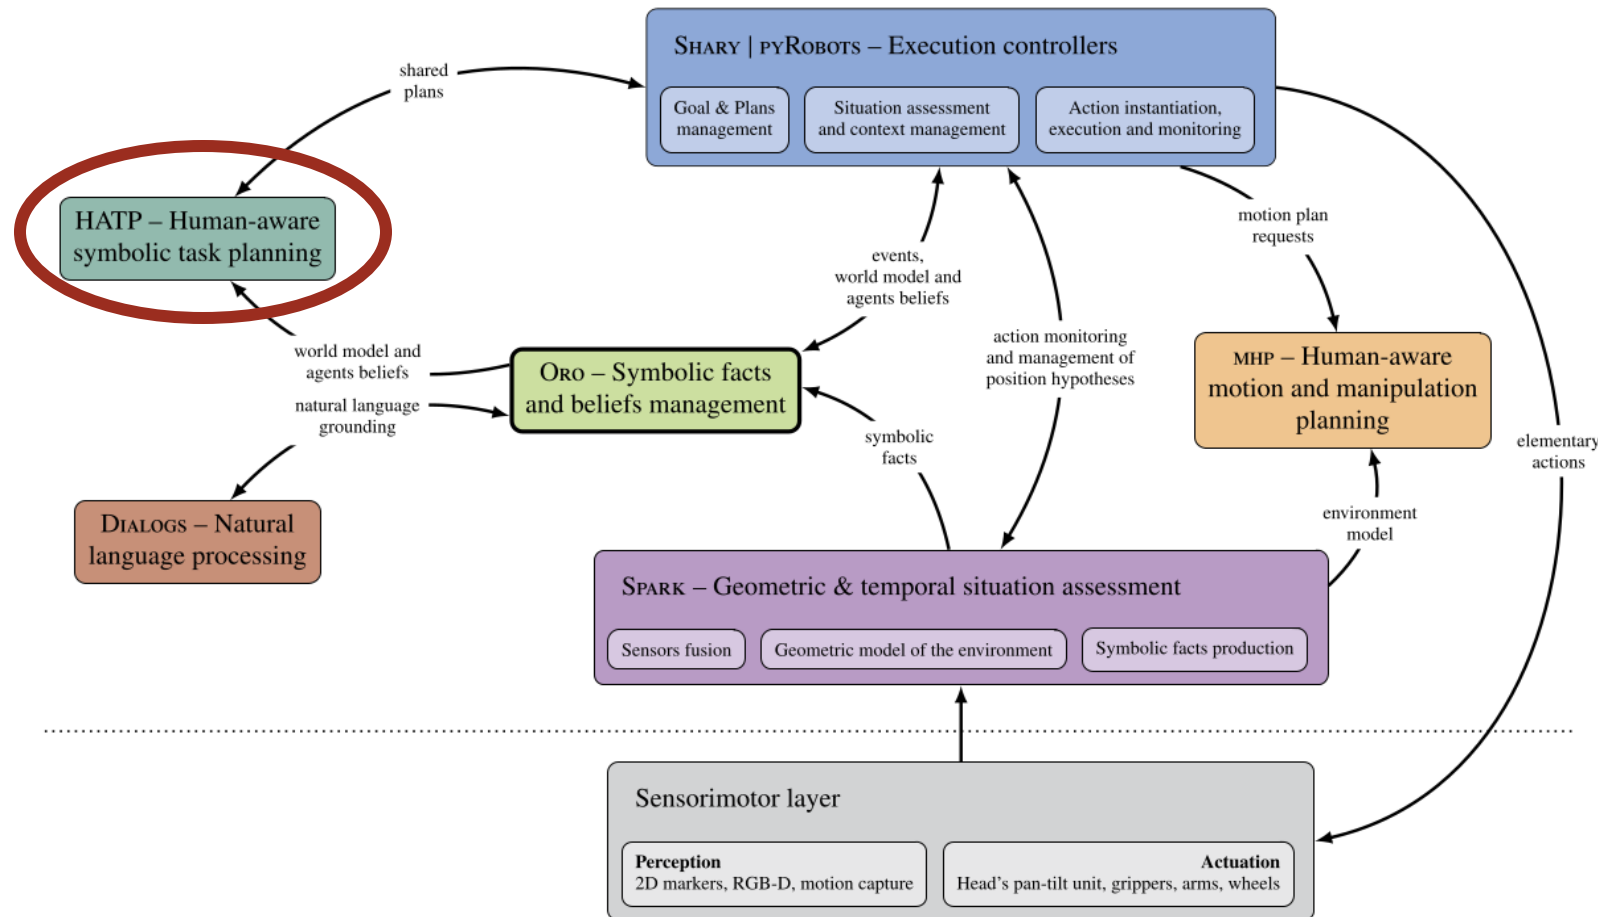 SHARY | PYROBOTS – Execution controllers
Goal & Plans
management
Situation assessment
and context management
Action instantiation,
execution and monitoring
shared
plans
HATP – Human-aware
symbolic task planning
motion plan
requests
events,
world model and
agents beliefs
action monitoring
and management of
position hypotheses
world model and
agents beliefs
natural language
grounding
ORO – Symbolic facts
and beliefs management
MHP – Human-aware
motion and manipulation
planning
symbolic
facts
elementary
actions
DIALOGS – Natural
language processing
environment
model
SPARK – Geometric & temporal situation assessment
Sensors fusion
Geometric model of the environment
Symbolic facts production
Sensorimotor layer
Perception
2D markers, RGB-D, motion capture
Actuation
Head's pan-tilt unit, grippers, arms, wheels